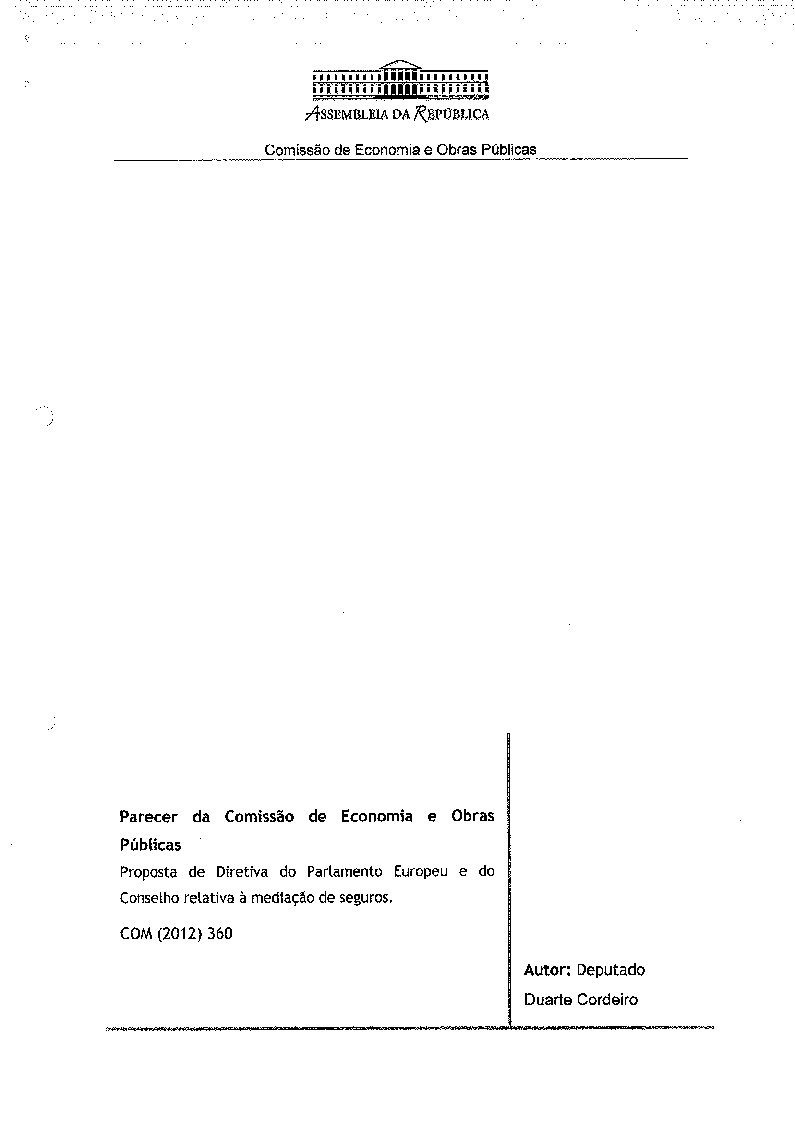 ASSEMBLEIA DA REPÚBLICA
Comissão de Economia e Obras Públicas
Parecer da Comissão de Economia e Obras
Públicas
Proposta de Diretiva do Parlamento Europeu e do
Conselho relativa à mediação de seguros.
COM (2012) 360
Autor: Deputado
Duarte Cordeiro